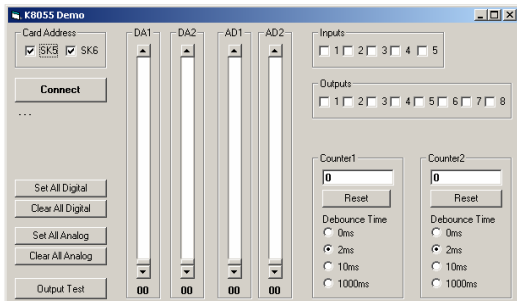 K8055 Demo
Card Address
SK5 SK6
Connect
...
Set All Digital
Clear All Digital
Set All Analog
Clear All Analog
Output Test
DA1 DA2 AD1 AD2
00 00 00 00
Inputs
1 2 3 4 5
Outputs
1 2 3 4 5 6 7 8
Counter1
0
Reset
Debounce Time
0ms
2ms
10ms
1000ms
Counter2
0
Reset
Debounce Time
0ms
2ms
10ms
1000ms